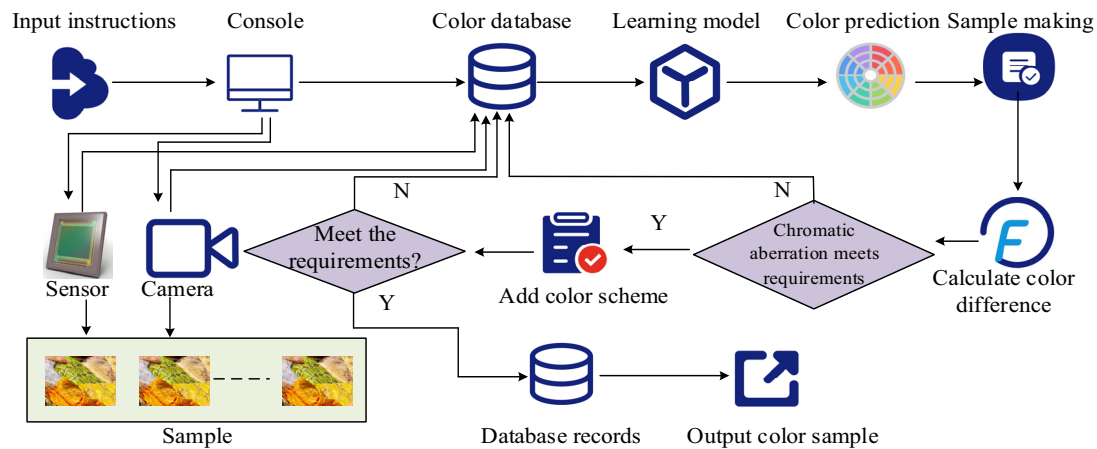 Input instructions
Console
Color database
Learning model
Color prediction
Sample making
N
N
Meet the
requirements?
Y
Chromatic
aberration meets
requirements
Y
Sensor
Camera
Add color scheme
Calculate color
difference
F
Sample
Database records
Output color sample